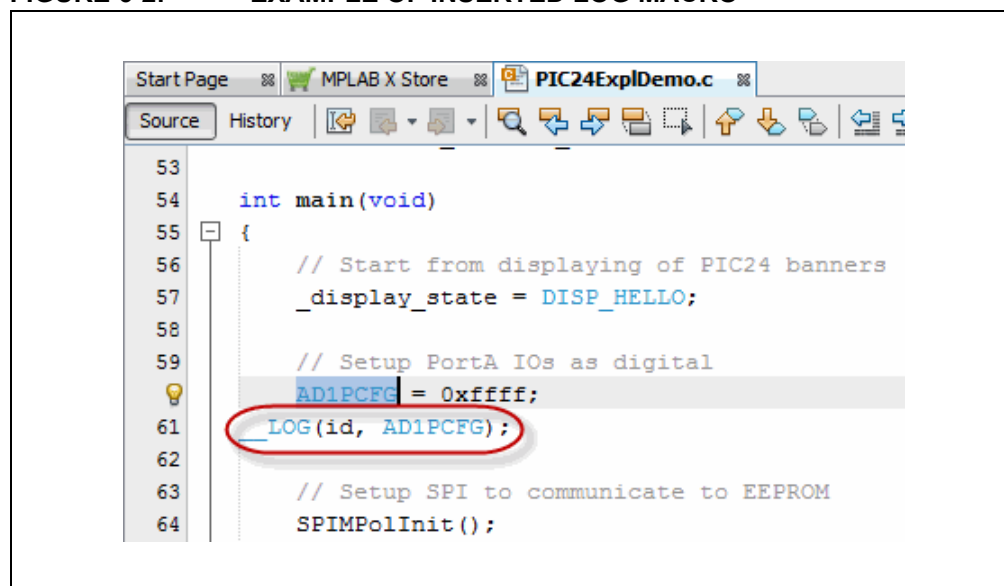 Start Page MPLAB X Store PIC24ExplDemo.c
Source History
53
54 int main(void)
55 {
56 // Start from displaying of PIC24 banners
57 _display_state = DISP_HELLO;
58
59 // Setup PortA IOs as digital
AD1PCFG = 0xffff;
61 __LOG(id, AD1PCFG);
62
63 // Setup SPI to communicate to EEPROM
64 SPIMPolInit();